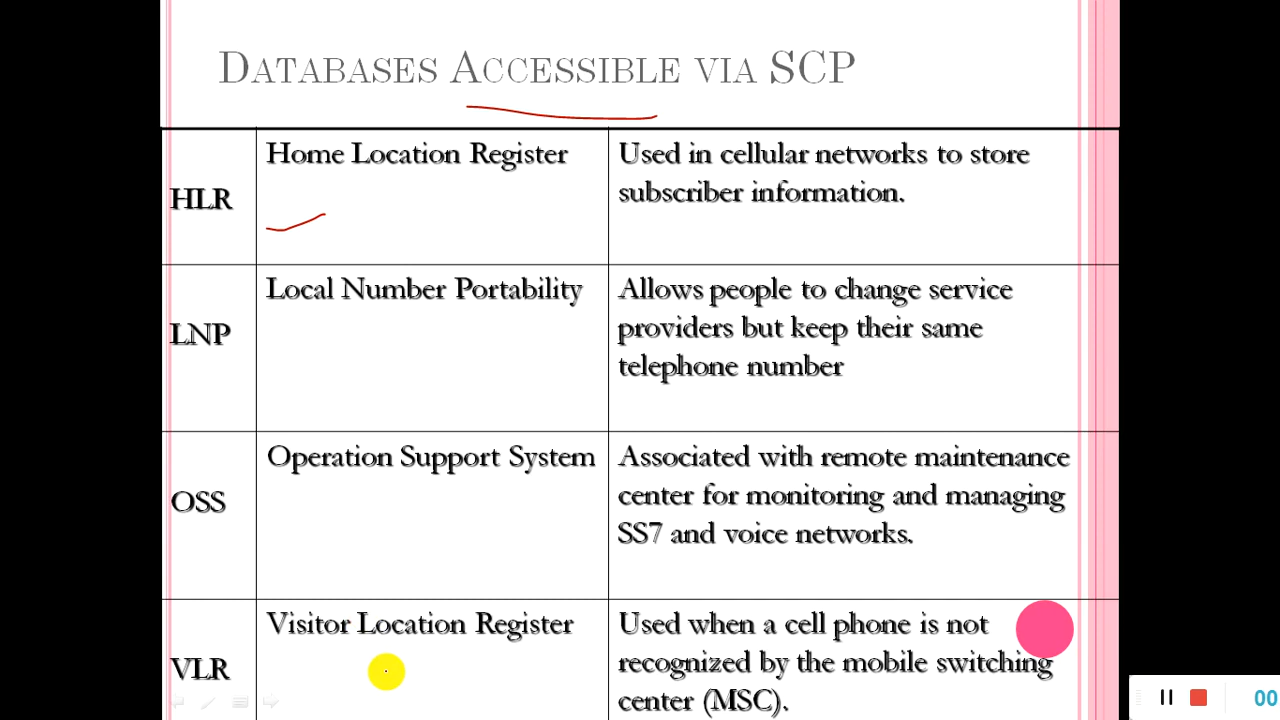 DATABASES ACCESSIBLE VIA SCP
HLR
Home Location Register
Used in cellular networks to store
subscriber information.
LNP
Local Number Portability
Allows people to change service
providers but keep their same
telephone number
OSS
Operation Support System
Associated with remote maintenance
center for monitoring and managing
SS7 and voice networks.
VLR
Visitor Location Register
Used when a cell phone is not
recognized by the mobile switching
center (MSC).
00